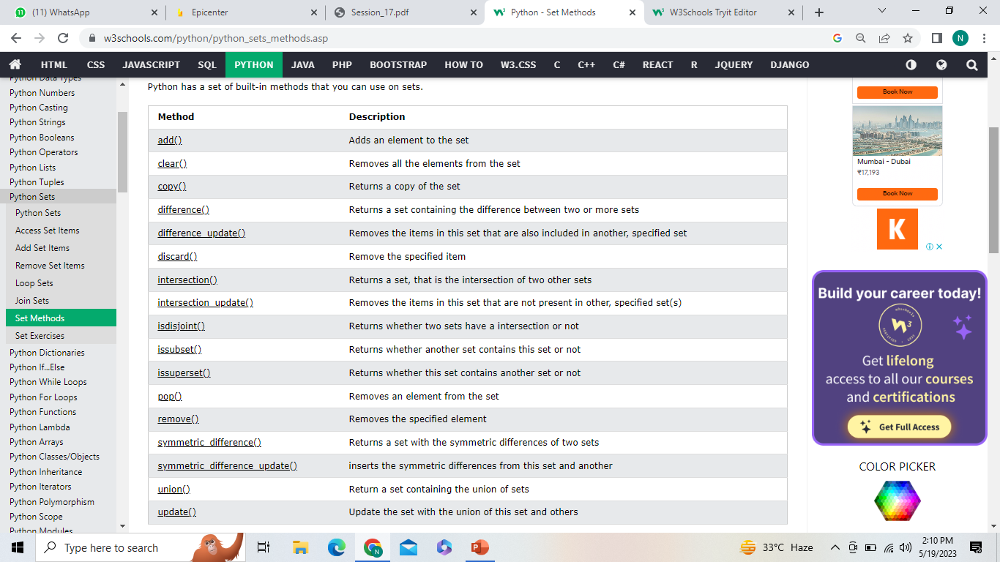 (11) WhatsApp
Epicenter
Session_17.pdf
Python - Set Methods
W3Schools Tryit Editor
w3schools.com/python/python_sets_methods.asp
N
HTML CSS JAVASCRIPT SQL PYTHON JAVA PHP BOOTSTRAP HOW TO W3.CSS C C++ C# REACT R JQUERY DJANGO
Python Data Types
Python Numbers
Python Casting
Python Strings
Python Booleans
Python Operators
Python Lists
Python Tuples
Python Sets
Python Sets
Access Set Items
Add Set Items
Remove Set Items
Loop Sets
Join Sets
Set Methods
Set Exercises
Python Dictionaries
Python If...Else
Python While Loops
Python For Loops
Python Functions
Python Lambda
Python Arrays
Python Classes/Objects
Python Inheritance
Python Iterators
Python Polymorphism
Python Scope
Python Modules
Python has a set of built-in methods that you can use on sets.
Method Description
add() Adds an element to the set
clear() Removes all the elements from the set
copy() Returns a copy of the set
difference() Returns a set containing the difference between two or more sets
difference_update() Removes the items in this set that are also included in another, specified set
discard() Remove the specified item
intersection() Returns a set, that is the intersection of two other sets
intersection_update() Removes the items in this set that are not present in other, specified set(s)
isdisjoint() Returns whether two sets have a intersection or not
issubset() Returns whether another set contains this set or not
issuperset() Returns whether this set contains another set or not
pop() Removes an element from the set
remove() Removes the specified element
symmetric_difference() Returns a set with the symmetric differences of two sets
symmetric_difference_update() inserts the symmetric differences from this set and another
union() Return a set containing the union of sets
update() Update the set with the union of this set and others
Book Now
Mumbai - Dubai
₹17,193
Book Now
K
Build your career today!
Get lifelong
access to all our courses
and certifications
Get Full Access
COLOR PICKER
Type here to search
33°C Haze
2:10 PM
5/19/2023